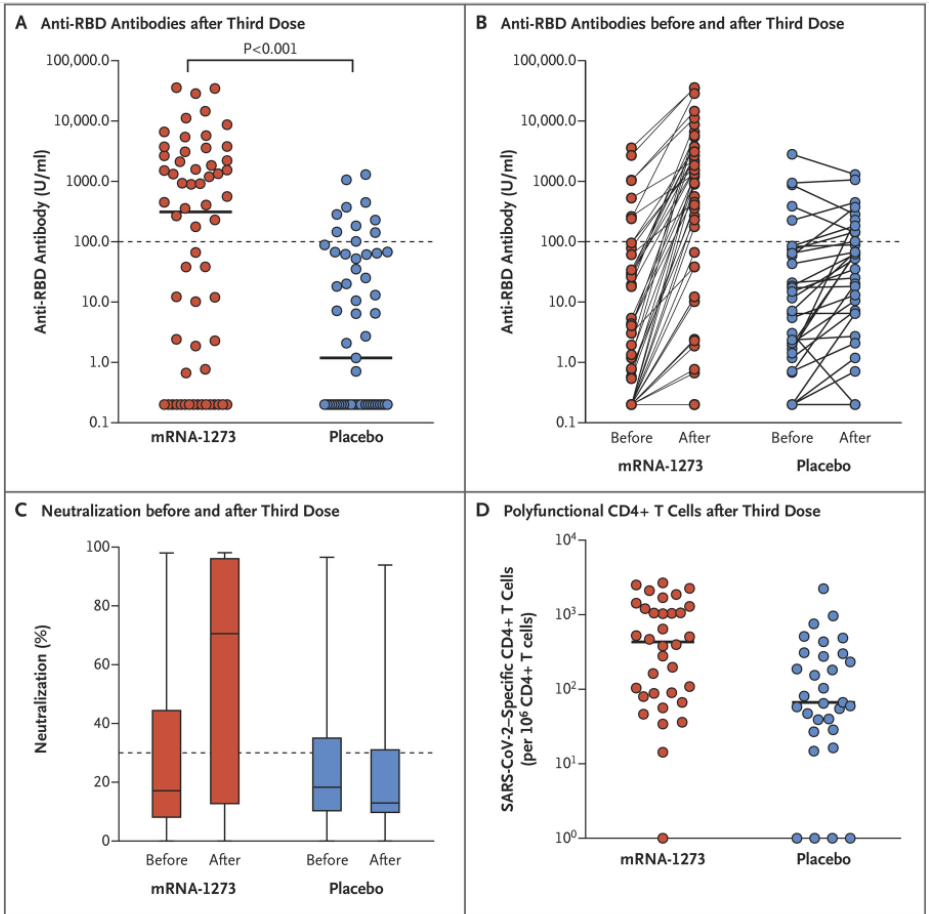 A Anti-RBD Antibodies after Third Dose
P<0.001
Anti-RBD Antibody (U/ml)
100,000.0
10,000.0
1000.0
100.0
10.0
1.0
0.1
mRNA-1273 Placebo
B Anti-RBD Antibodies before and after Third Dose
Anti-RBD Antibody (U/ml)
100,000.0
10,000.0
1000.0
100.0
10.0
1.0
0.1
Before After Before After
mRNA-1273 Placebo
C Neutralization before and after Third Dose
Neutralization (%)
100
80
60
40
20
0
Before After Before After
mRNA-1273 Placebo
D Polyfunctional CD4+ T Cells after Third Dose
SARS-CoV-2–Specific CD4+ T Cells
(per 10⁶ CD4+ T cells)
10⁴
10³
10²
10¹
10⁰
mRNA-1273 Placebo